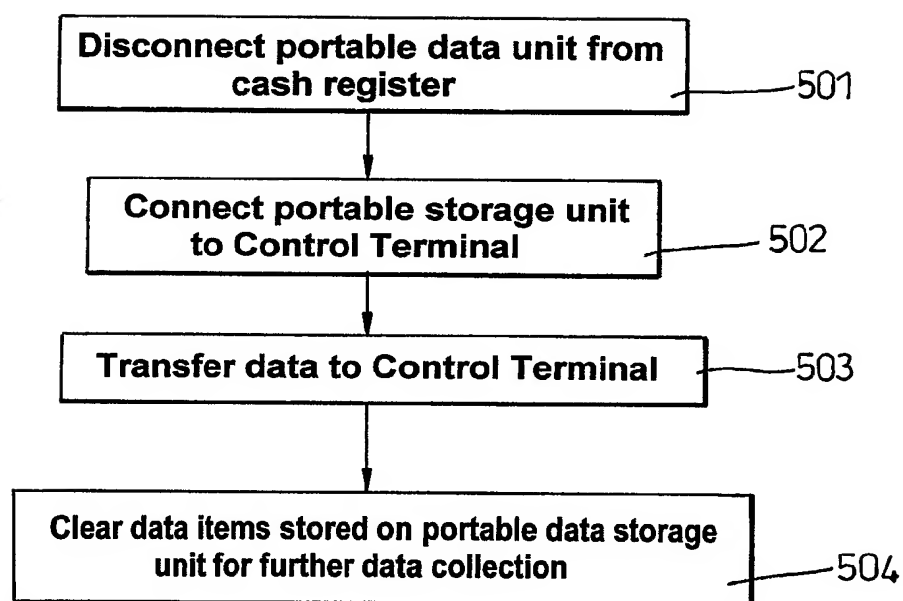 Disconnect portable data unit from
cash register
501
Connect portable storage unit
to Control Terminal
502
Transfer data to Control Terminal
503
Clear data items stored on portable data storage
unit for further data collection
504